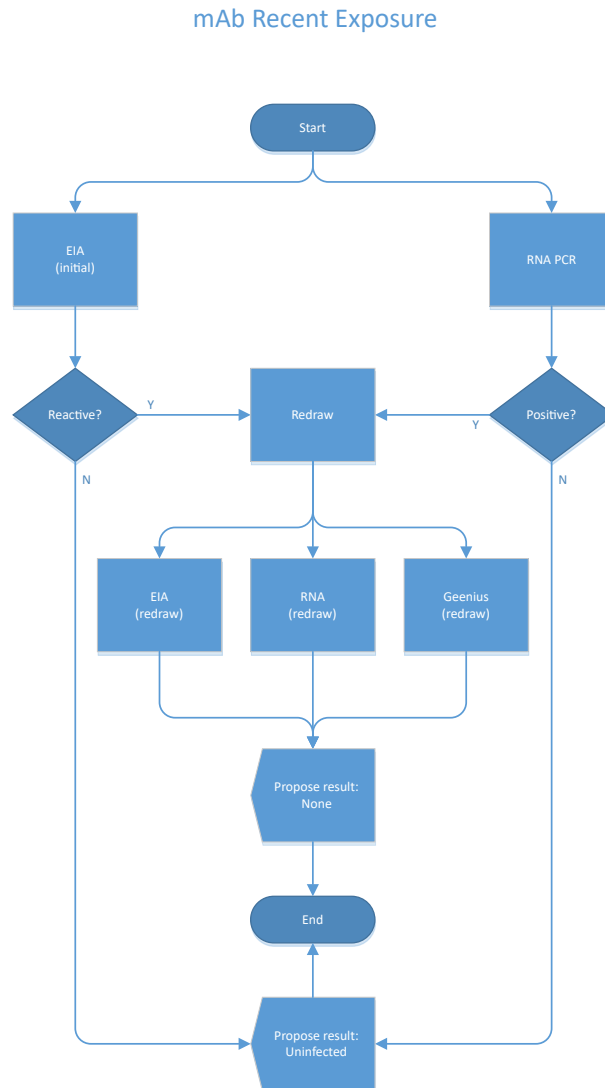 mAb Recent Exposure
Start
EIA
(initial)
RNA PCR
Reactive?
Y
Redraw
Y
Positive?
N
N
EIA
(redraw)
RNA
(redraw)
Geenius
(redraw)
Propose result:
None
End
Propose result:
Uninfected